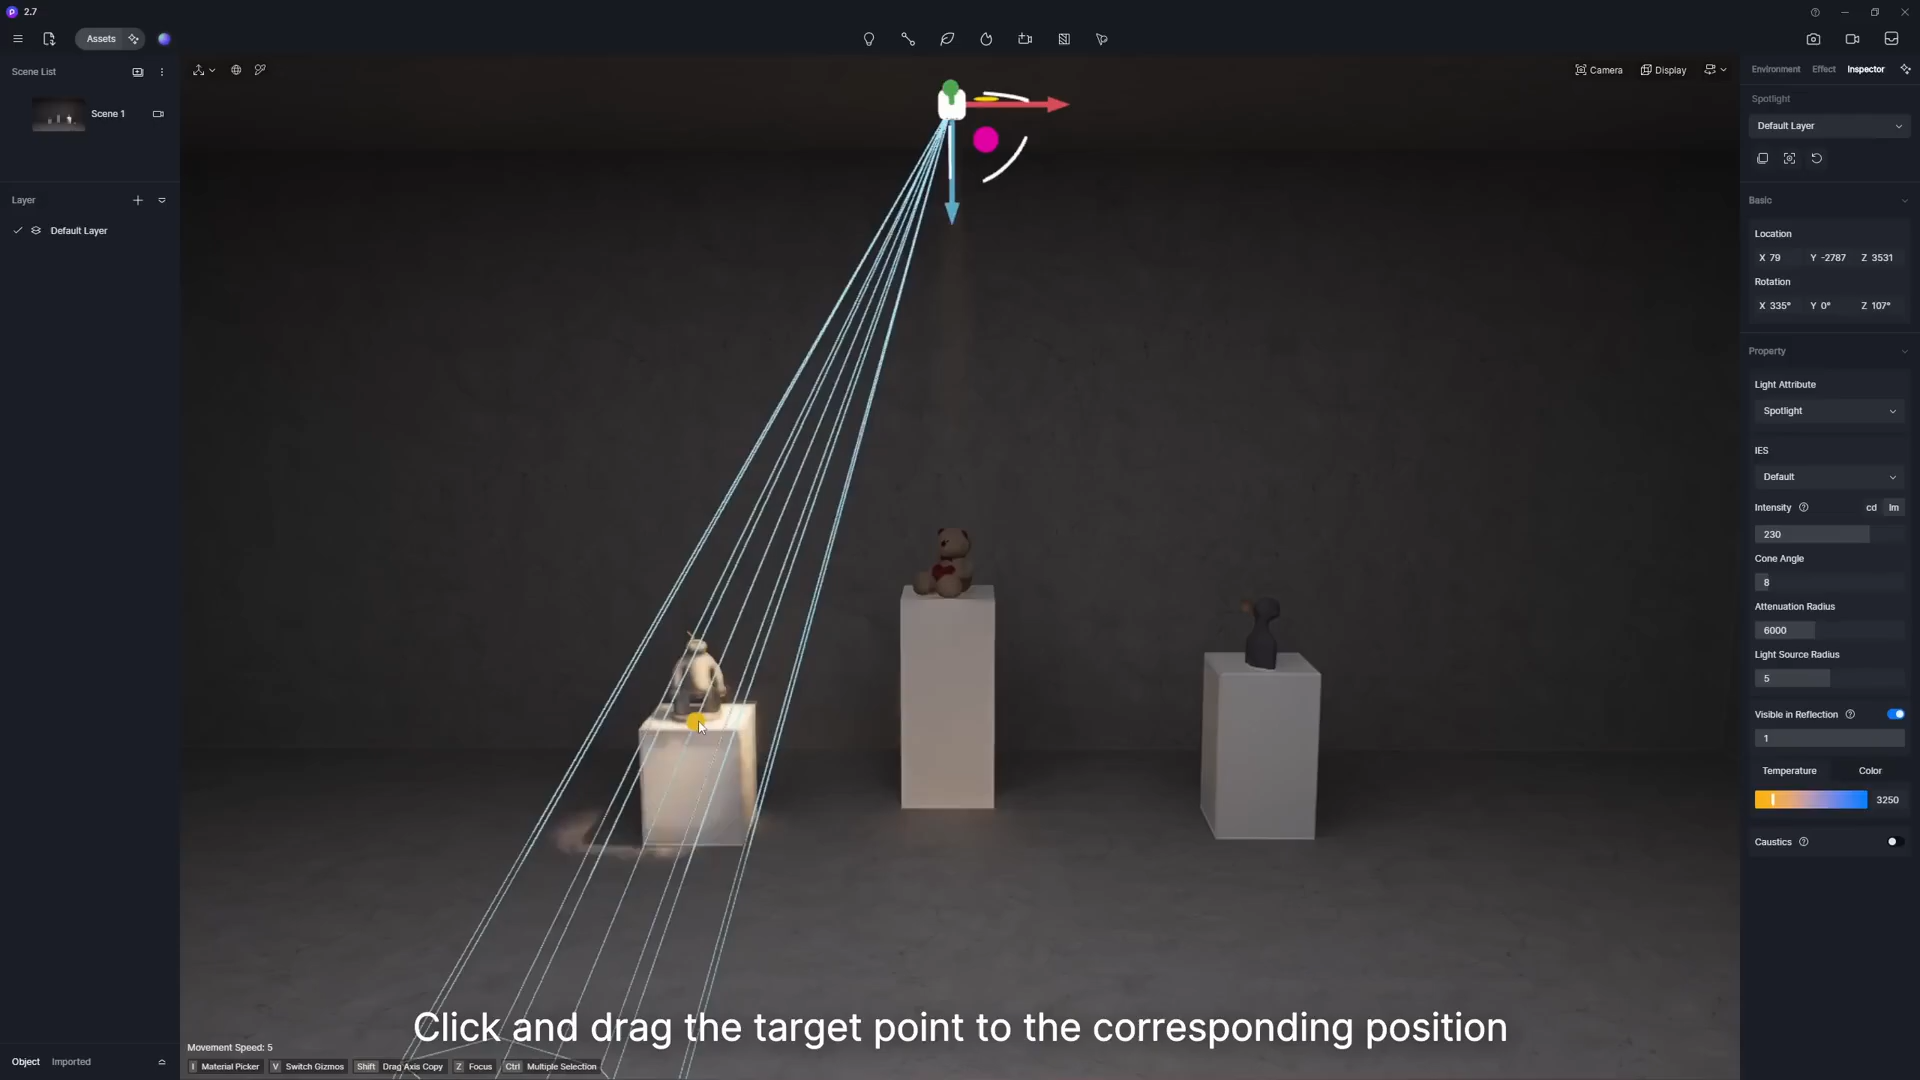 2.7
Assets
Scene List
Scene 1
Layer
Default Layer
Object
Imported
Camera
Display
Environment
Effect
Inspector
Spotlight
Default Layer
Basic
Location
X 79 Y -2787 Z 3531
Rotation
X 335° Y 0° Z 107°
Property
Light Attribute
Spotlight
IES
Default
Intensity cd lm
230
Cone Angle
8
Attenuation Radius
6000
Light Source Radius
5
Visible in Reflection
1
Temperature Color
3250
Caustics
Click and drag the target point to the corresponding position
Movement Speed: 5
I Material Picker V Switch Gizmos Shift Drag Axis Copy Z Focus Ctrl Multiple Selection